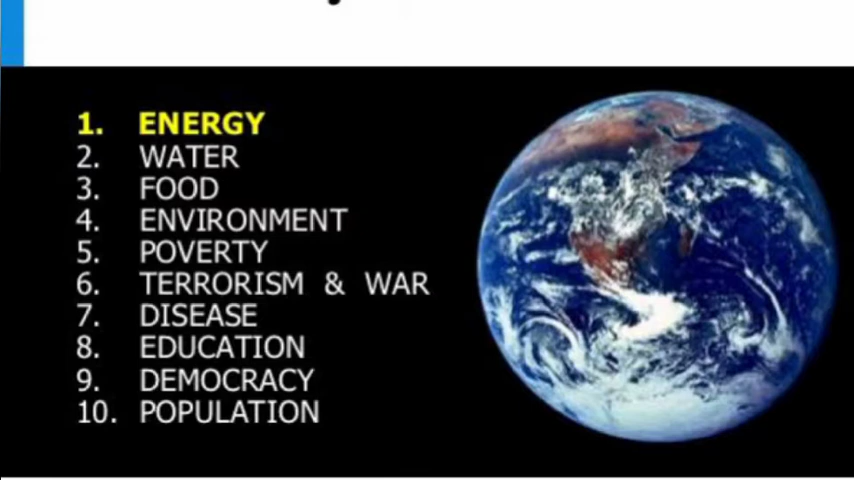 1. ENERGY
2. WATER
3. FOOD
4. ENVIRONMENT
5. POVERTY
6. TERRORISM & WAR
7. DISEASE
8. EDUCATION
9. DEMOCRACY
10. POPULATION